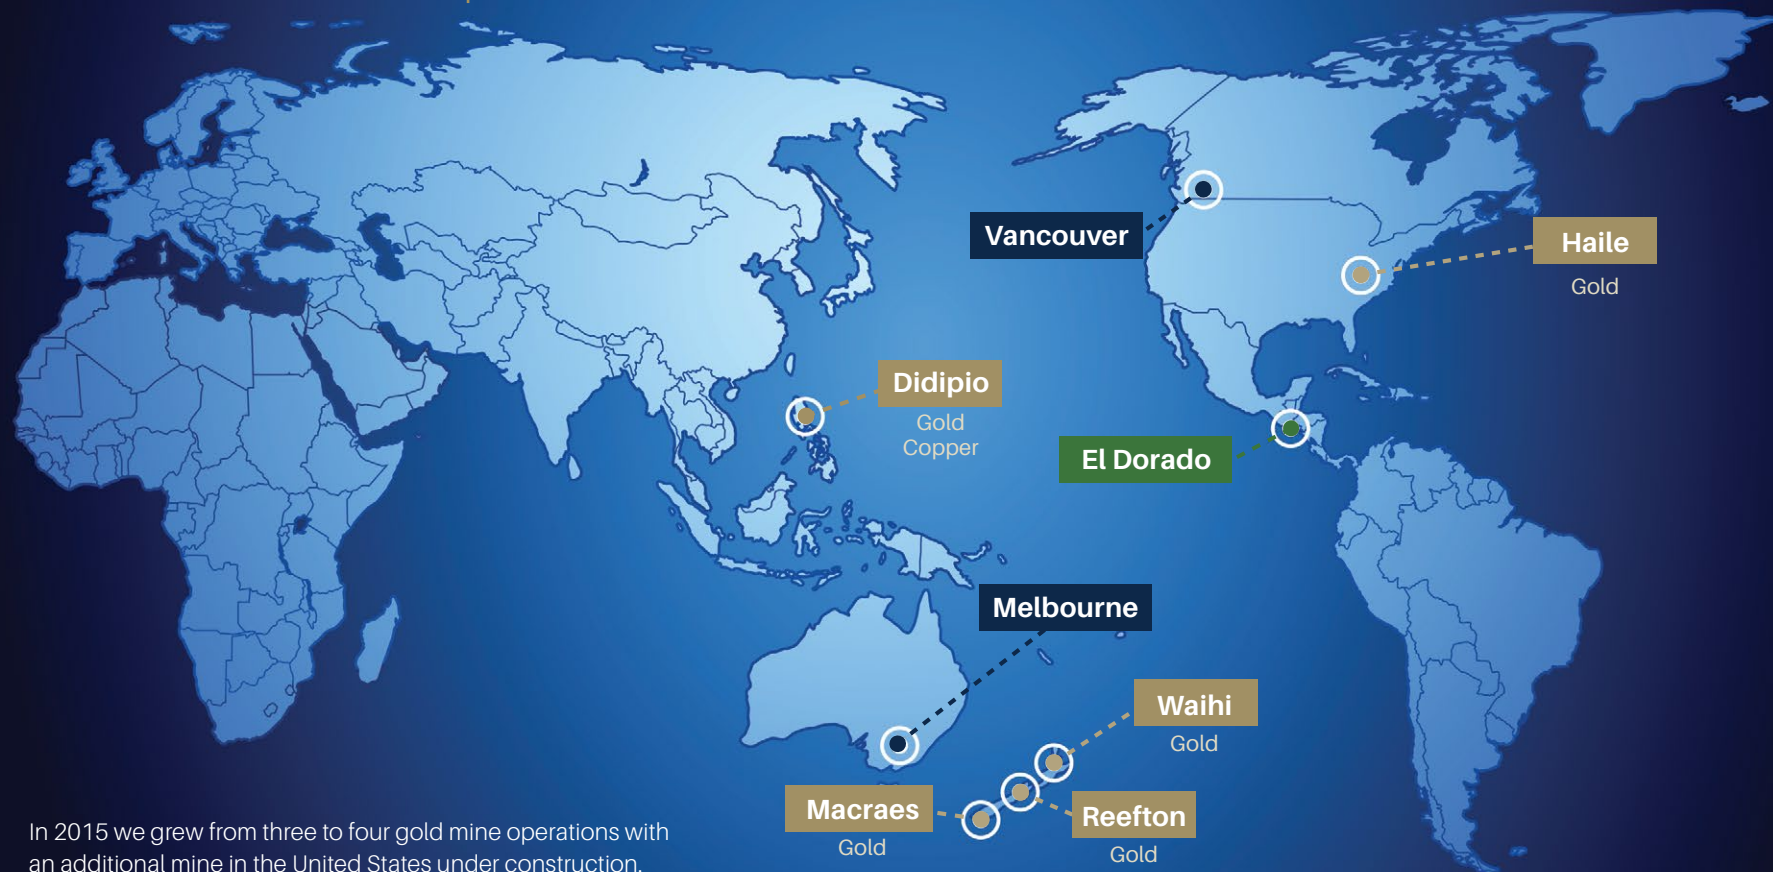 Vancouver
Haile
Gold
Didipio
Gold
Copper
El Dorado
Melbourne
Waihi
Gold
Macraes
Gold
Reefton
Gold
In 2015 we grew from three to four gold mine operations with
an additional mine in the United States under construction.